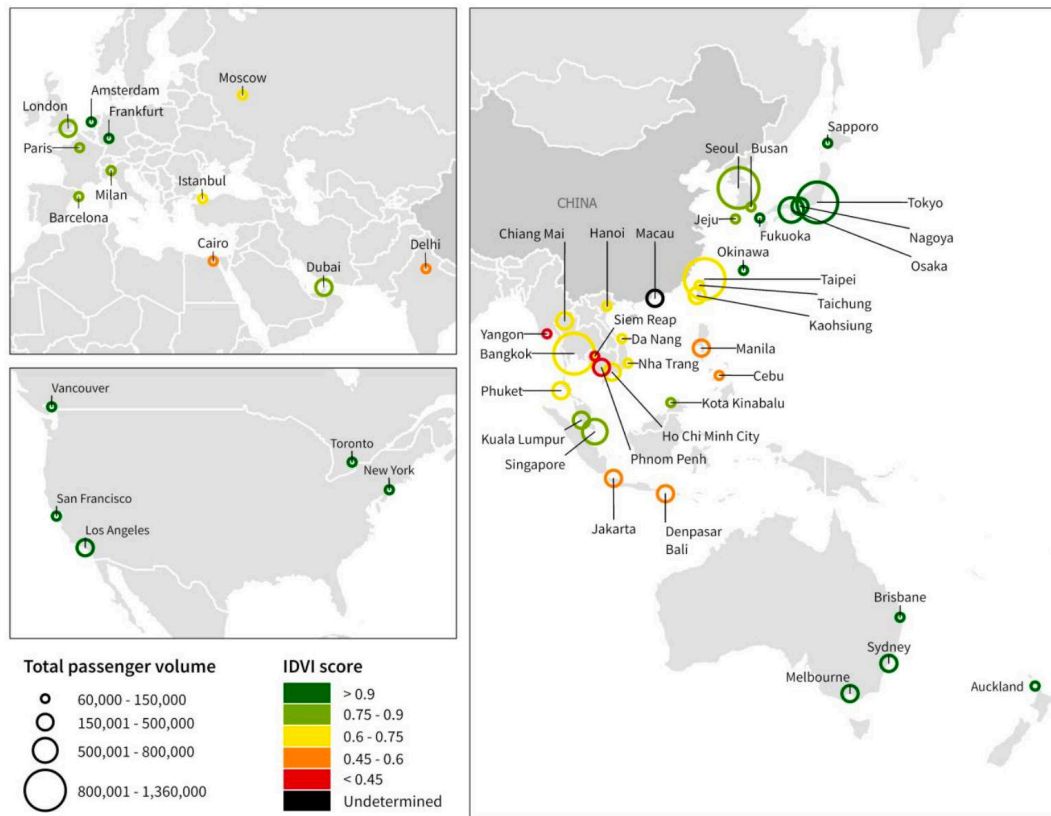 Moscow
Amsterdam
London
Frankfurt
Paris
Milan
Istanbul
Barcelona
Cairo
Delhi
Dubai
Vancouver
Toronto
New York
San Francisco
Los Angeles
Sapporo
Seoul
Busan
CHINA
Tokyo
Jeju
Fukuoka
Nagoya
Osaka
Chiang Mai
Hanoi
Macau
Okinawa
Taipei
Taichung
Kaohsiung
Siem Reap
Yangon
Da Nang
Bangkok
Manila
Nha Trang
Cebu
Phuket
Kota Kinabalu
Kuala Lumpur
Ho Chi Minh City
Singapore
Phnom Penh
Jakarta
Denpasar
Bali
Brisbane
Sydney
Melbourne
Auckland
Total passenger volume
60,000 - 150,000
150,001 - 500,000
500,001 - 800,000
800,001 - 1,360,000
IDVI score
> 0.9
0.75 - 0.9
0.6 - 0.75
0.45 - 0.6
< 0.45
Undetermined